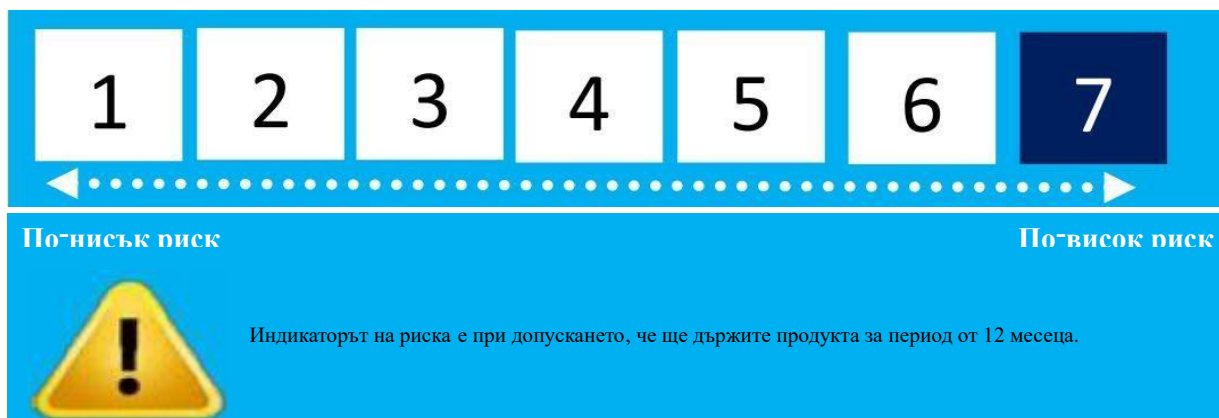 1 2 3 4 5 6 7
По-нисък риск По-висок риск
!
Индикаторът на риска е при допускането, че ще държите продукта за период от 12 месеца.